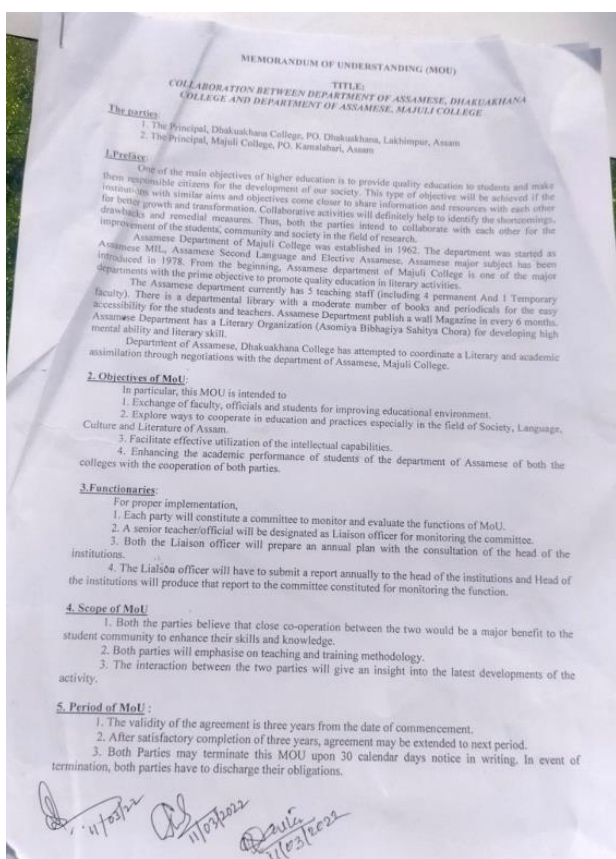 MEMORANDUM OF UNDERSTANDING (MOU)
TITLE:
COLLABORATION BETWEEN DEPARTMENT OF ASSAMESE, DHAKUAKHANA
COLLEGE AND DEPARTMENT OF ASSAMESE, MAJULI COLLEGE
The parties
1. The Principal, Dhakuakhana College, PO. Dhakuakhana, Lakhimpur, Assam
2. The Principal, Majuli College, PO. Kamalabari, Assam
1.Preface:
One of the main objectives of higher education is to provide quality education to students and make
them responsible citizens for the development of our society. This type of objective will be achieved if the
institutions with similar aims and objectives come closer to share information and resources with each other
for better growth and transformation. Collaborative activities will definitely help to identify the shortcomings,
drawbacks and remedial measures. Thus, both the parties intend to collaborate with each other for the
improvement of the students, community and society in the field of research.
Assamese Department of Majuli College was established in 1962. The department was started as
Assamese MIL, Assamese Second Language and Elective Assamese. Assamese major subject has been
introduced in 1978. From the beginning, Assamese department of Majuli College is one of the major
departments with the prime objective to promote quality education in literary activities.
The Assamese department currently has 5 teaching staff (including 4 permanent And 1 Temporary
faculty). There is a departmental library with a moderate number of books and periodicals for the easy
accessibility for the students and teachers. Assamese Department publish a wall Magazine in every 6 months.
Assamese Department has a Literary Organization (Asomiya Bibhagiya Sahitya Chora) for developing high
mental ability and literary skill.
Department of Assamese, Dhakuakhana College has attempted to coordinate a Literary and academic
assimilation through negotiations with the department of Assamese, Majuli College.
2. Objectives of MoU:
In particular, this MOU is intended to
1. Exchange of faculty, officials and students for improving educational environment.
2. Explore ways to cooperate in education and practices especially in the field of Society, Language,
Culture and Literature of Assam.
3. Facilitate effective utilization of the intellectual capabilities.
4. Enhancing the academic performance of students of the department of Assamese of both the
colleges with the cooperation of both parties.
3.Functionaries:
For proper implementation,
1. Each party will constitute a committee to monitor and evaluate the functions of MoU.
2. A senior teacher/official will be designated as Liaison officer for monitoring the committee.
3. Both the Liaison officer will prepare an annual plan with the consultation of the head of the
institutions.
4. The Liaison officer will have to submit a report annually to the head of the institutions and Head of
the institutions will produce that report to the committee constituted for monitoring the function.
4. Scope of MoU
1. Both the parties believe that close co-operation between the two would be a major benefit to the
student community to enhance their skills and knowledge.
2. Both parties will emphasise on teaching and training methodology.
3. The interaction between the two parties will give an insight into the latest developments of the
activity.
5. Period of MoU :
1. The validity of the agreement is three years from the date of commencement.
2. After satisfactory completion of three years, agreement may be extended to next period.
3. Both Parties may terminate this MOU upon 30 calendar days notice in writing. In event of
termination, both parties have to discharge their obligations.
11/03/22
11/03/2022
11/03/2022